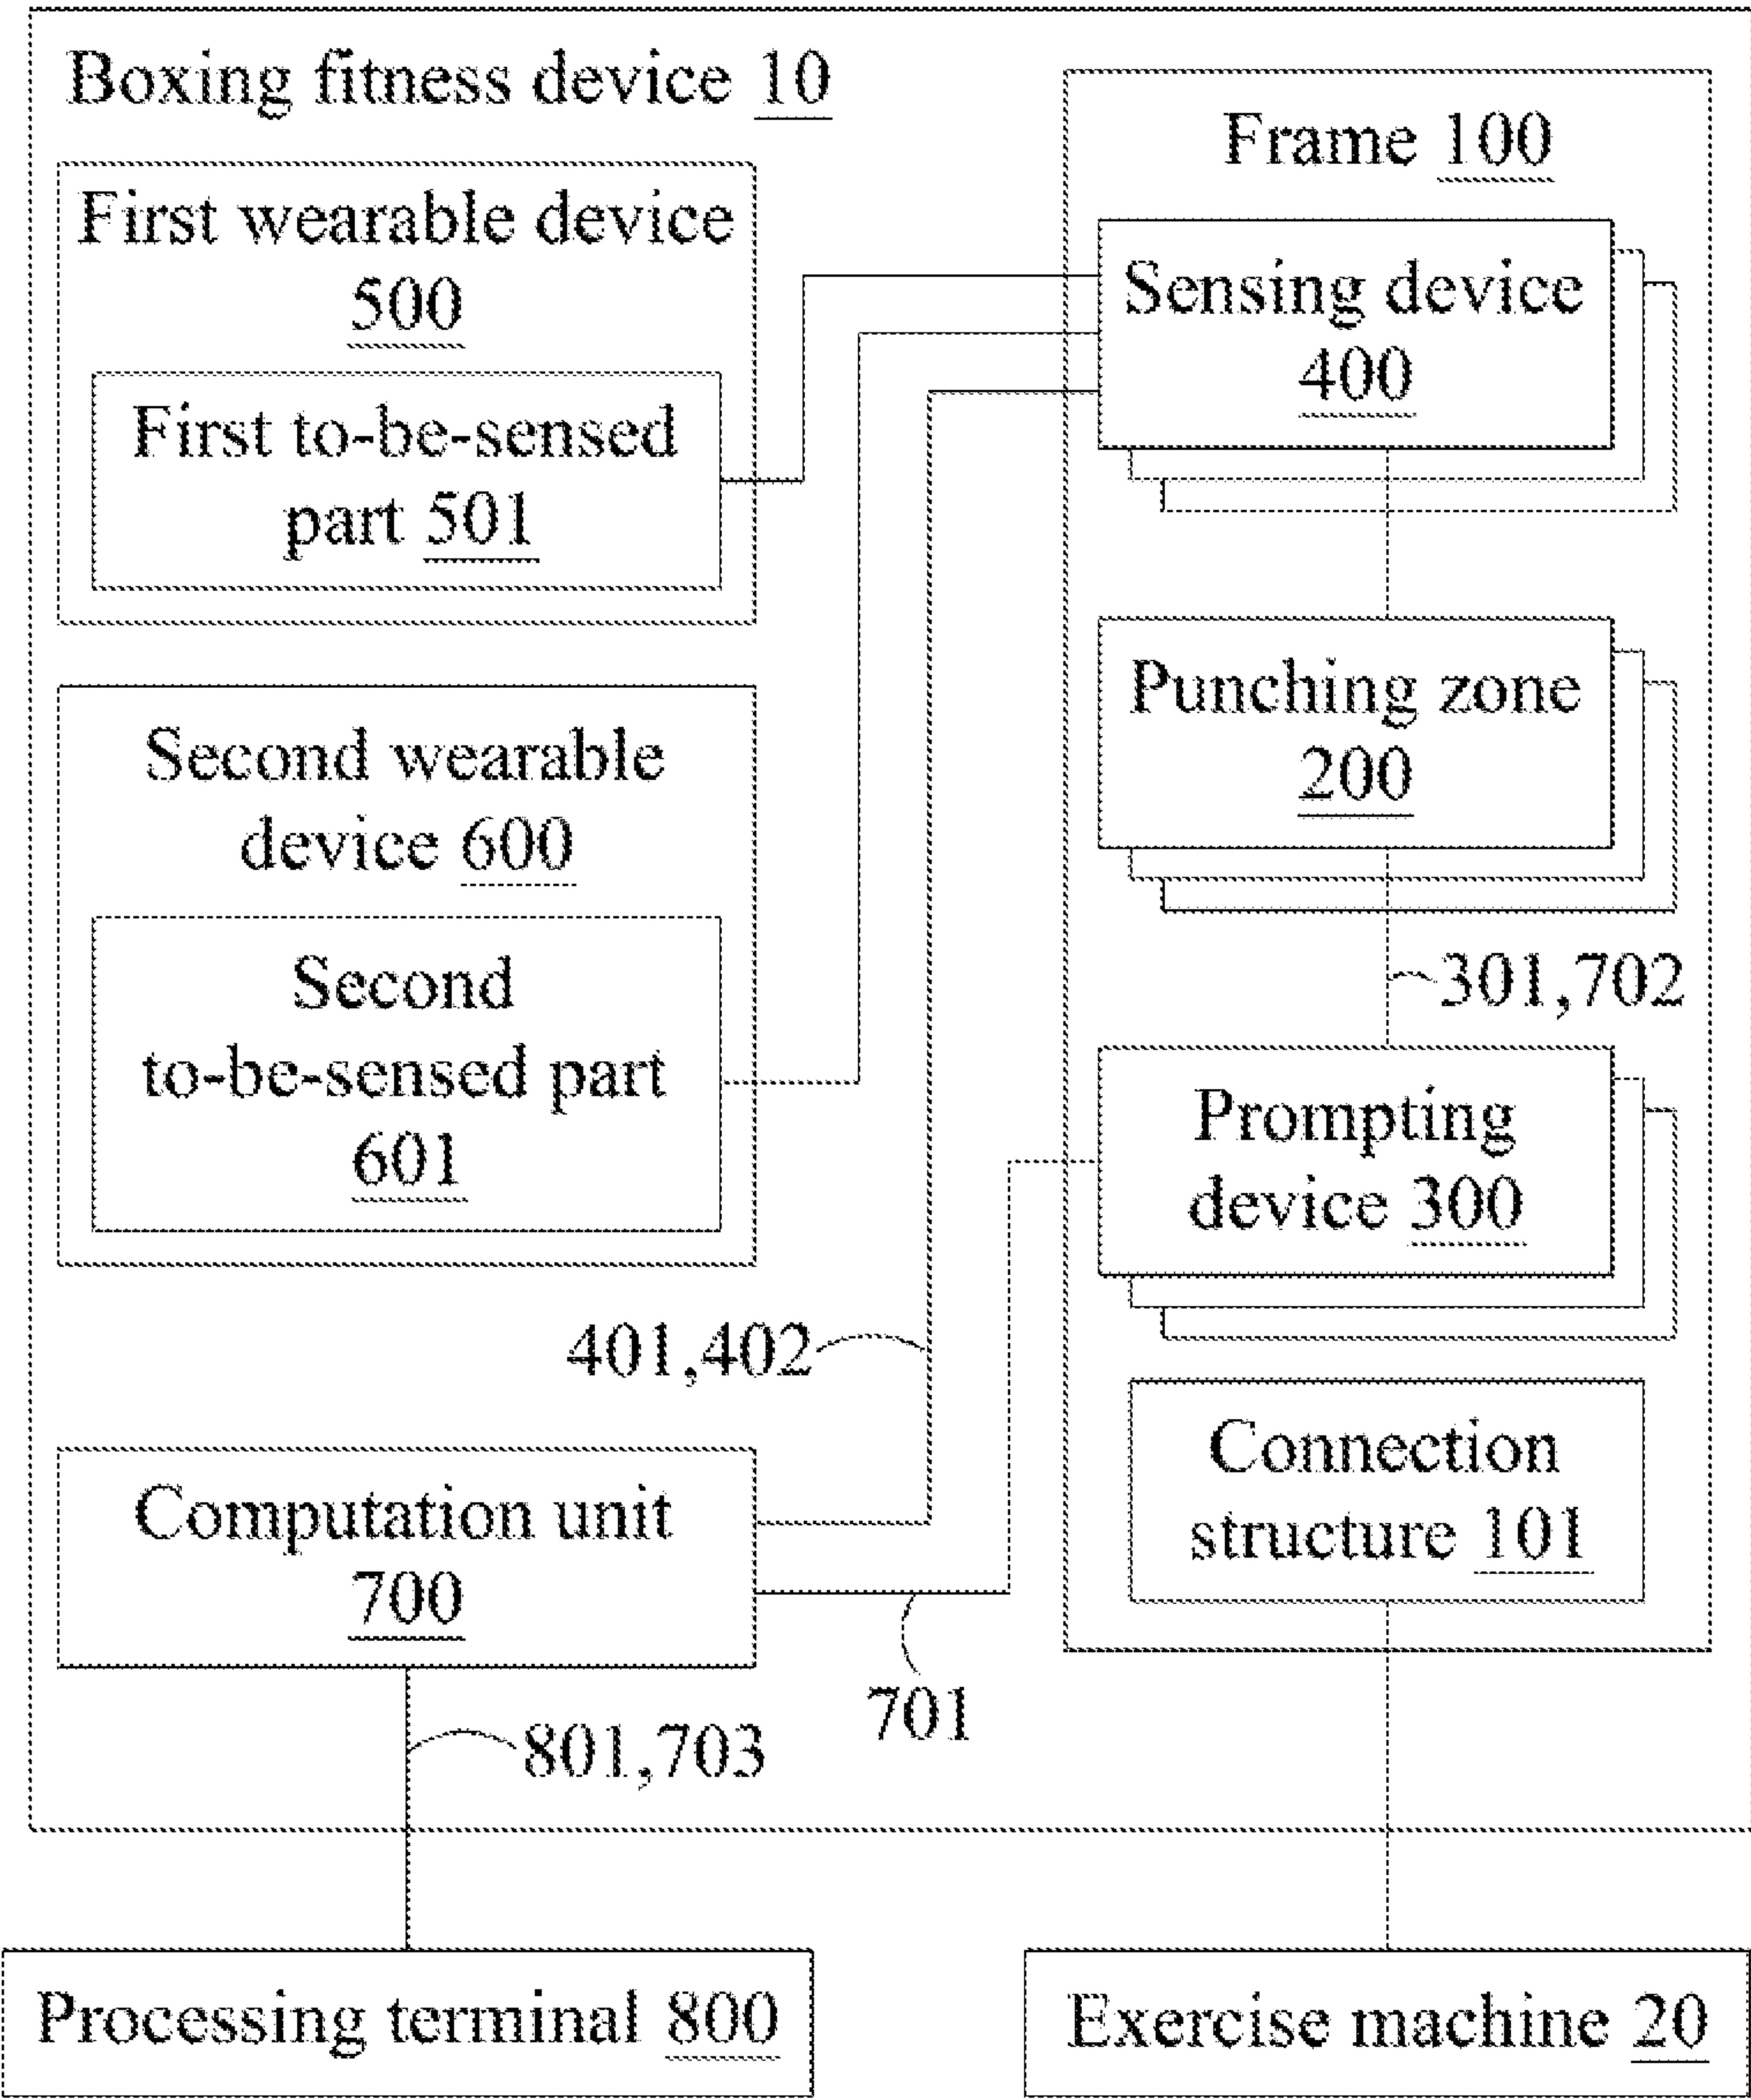 Boxing fitness device 10
First wearable device
500
First to-be-sensed
part 501
Second wearable
device 600
Second
to-be-sensed part
601
401,402
Computation unit
700
701
801,703
Frame 100
Sensing device
400
Punching zone
200
301,702
Prompting
device 300
Connection
structure 101
Processing terminal 800
Exercise machine 20